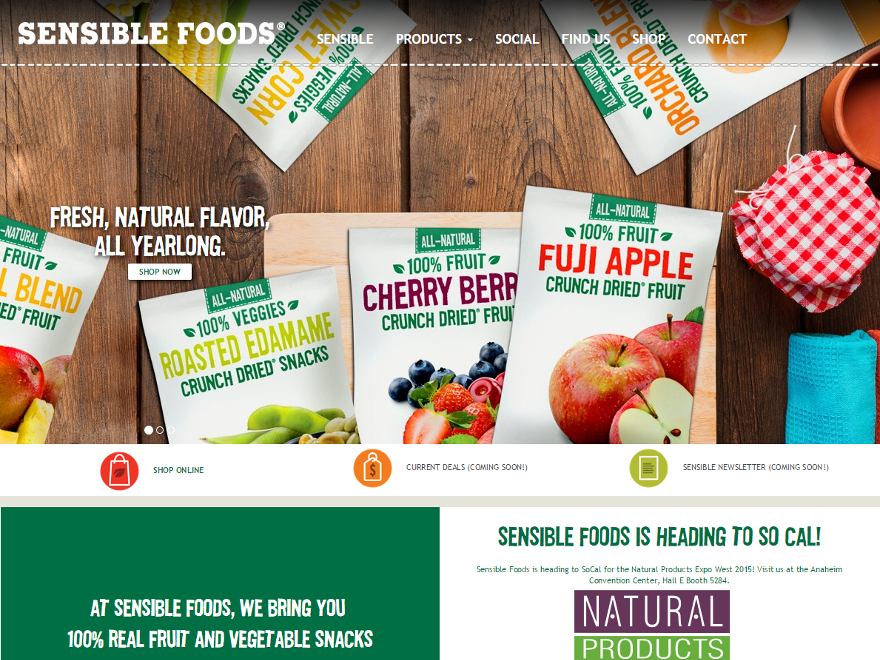 SENSIBLE FOODS®
SENSIBLE
PRODUCTS
SOCIAL
FIND US
SHOP
CONTACT
SWEET CORN
CRUNCH DRIED® SNACKS
100% VEGGIES
ALL-NATURAL
ORCHARD BLEN
CRUNCH DRIED® FRU
100% FRUIT
ALL-NATURAL
FRESH, NATURAL FLAVOR,
ALL YEARLONG.
SHOP NOW
-NATURAL
FRUIT
L BLEND
ED® FRUIT
ALL-NATURAL
100% VEGGIES
ROASTED EDAMAME
CRUNCH DRIED® SNACKS
ALL-NATURAL
100% FRUIT
CHERRY BERR
CRUNCH DRIED® FRUI
ALL-NATURAL
100% FRUIT
FUJI APPLE
CRUNCH DRIED® FRUIT
SHOP ONLINE
CURRENT DEALS (COMING SOON!)
SENSIBLE NEWSLETTER (COMING SOON!)
AT SENSIBLE FOODS, WE BRING YOU
100% REAL FRUIT AND VEGETABLE SNACKS
SENSIBLE FOODS IS HEADING TO SO CAL!
Sensible Foods is heading to SoCal for the Natural Products Expo West 2015! Visit us at the Anaheim
Convention Center, Hall E Booth 5284.
NATURAL
PRODUCTS